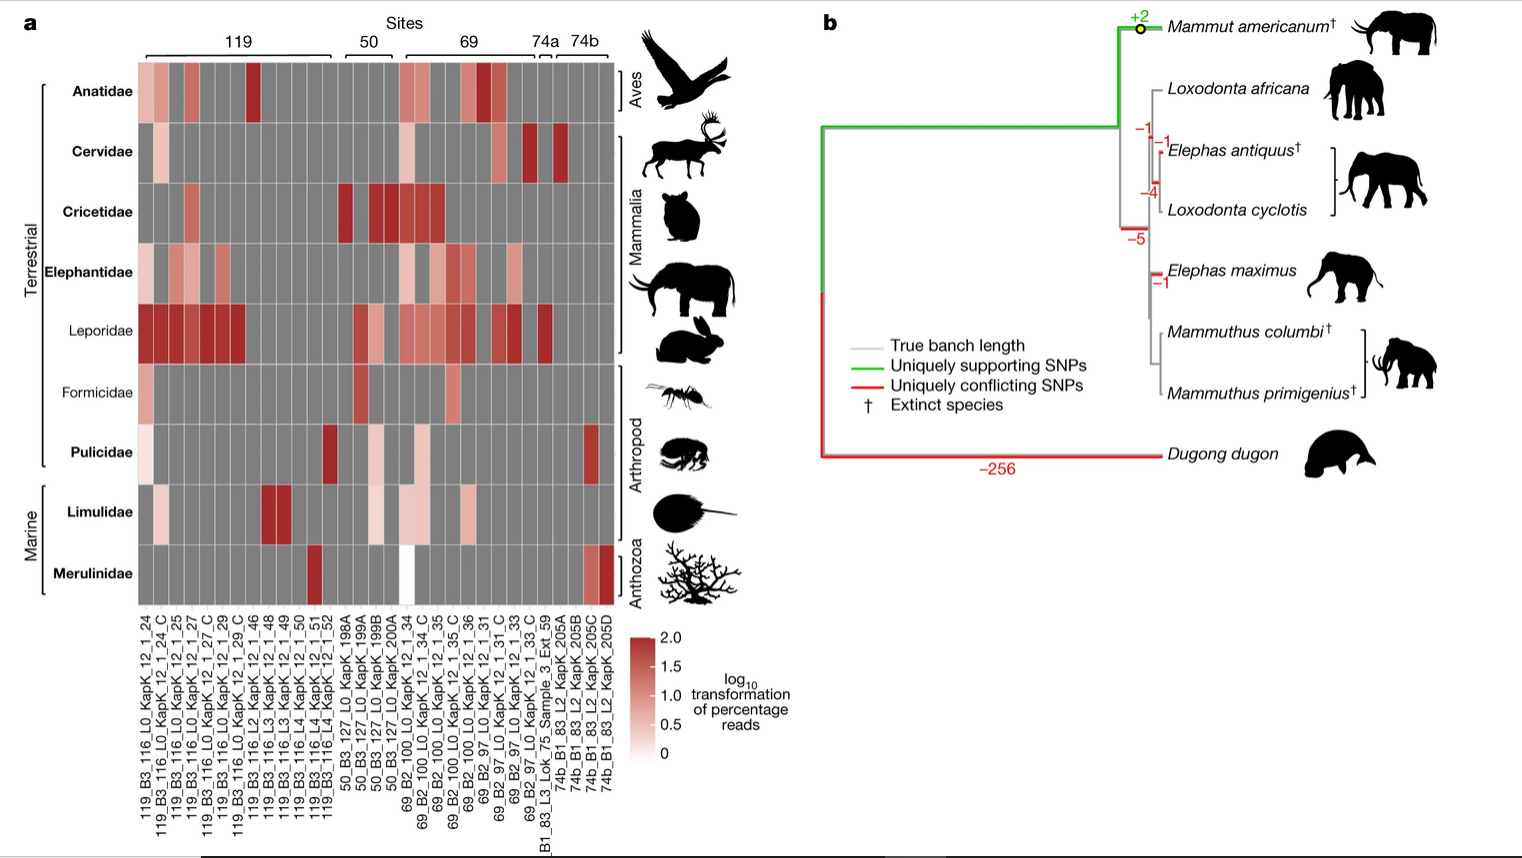 a
Sites
119
50
69
74a
74b
Terrestrial
Marine
Anatidae
Cervidae
Cricetidae
Elephantidae
Leporidae
Formicidae
Pulicidae
Limulidae
Merulinidae
Aves
Mammalia
Arthropod
Anthozoa
119_B3_116_L0_KapK_12_1_24
119_B3_116_L0_KapK_12_1_24_C
119_B3_116_L0_KapK_12_1_25
119_B3_116_L0_KapK_12_1_27
119_B3_116_L0_KapK_12_1_27_C
119_B3_116_L0_KapK_12_1_29
119_B3_116_L0_KapK_12_1_29_C
119_B3_116_L2_KapK_12_1_46
119_B3_116_L3_KapK_12_1_48
119_B3_116_L3_KapK_12_1_49
119_B3_116_L4_KapK_12_1_50
119_B3_116_L4_KapK_12_1_51
119_B3_116_L4_KapK_12_1_52
50_B3_127_L0_KapK_198A
50_B3_127_L0_KapK_199A
50_B3_127_L0_KapK_199B
50_B3_127_L0_KapK_200A
69_B2_100_L0_KapK_12_1_34
69_B2_100_L0_KapK_12_1_34_C
69_B2_100_L0_KapK_12_1_35
69_B2_100_L0_KapK_12_1_35_C
69_B2_100_L0_KapK_12_1_36
69_B2_97_L0_KapK_12_1_31
69_B2_97_L0_KapK_12_1_31_C
69_B2_97_L0_KapK_12_1_33
69_B2_97_L0_KapK_12_1_33_C
B1_83_L3_Lok_75_Sample_3_Ext_59
74b_B1_83_L2_KapK_205A
74b_B1_83_L2_KapK_205B
74b_B1_83_L2_KapK_205C
74b_B1_83_L2_KapK_205D
2.0
1.5
1.0
0.5
0
log10
transformation
of percentage
reads
b
+2
Mammut americanum†
Loxodonta africana
–1
–1
Elephas antiquus†
–4
Loxodonta cyclotis
–5
Elephas maximus
–1
Mammuthus columbi†
Mammuthus primigenius†
Dugong dugon
–256
True banch length
Uniquely supporting SNPs
Uniquely conflicting SNPs
† Extinct species